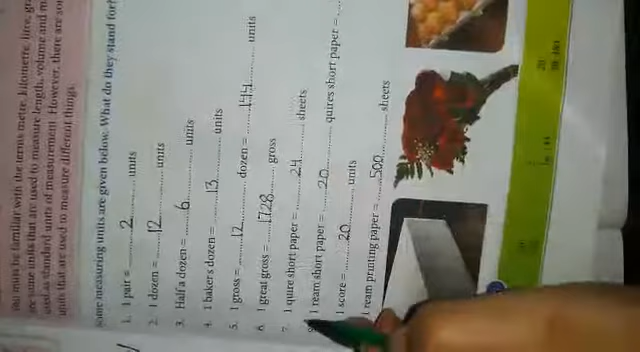 ou must be familiar with the terms metre, kilometre, litre, gra
re some units that are used to measure length, volume and m
used as standard units of measurement. However, there are so
units that are used to measure different things.
Some measuring units are given below. What do they stand for?
1. 1 pair = 2 units
2. 1 dozen = 12 units
3. Half a dozen = 6 units
4. 1 baker's dozen = 13 units
5. 1 gross = 12 dozen = 144 units
6. 1 great gross = 1728 gross
7. 1 quire short paper = 24 sheets
1 ream short paper = 20 quires short paper =
1 score = 20 units
1 ream printing paper = 500 sheets